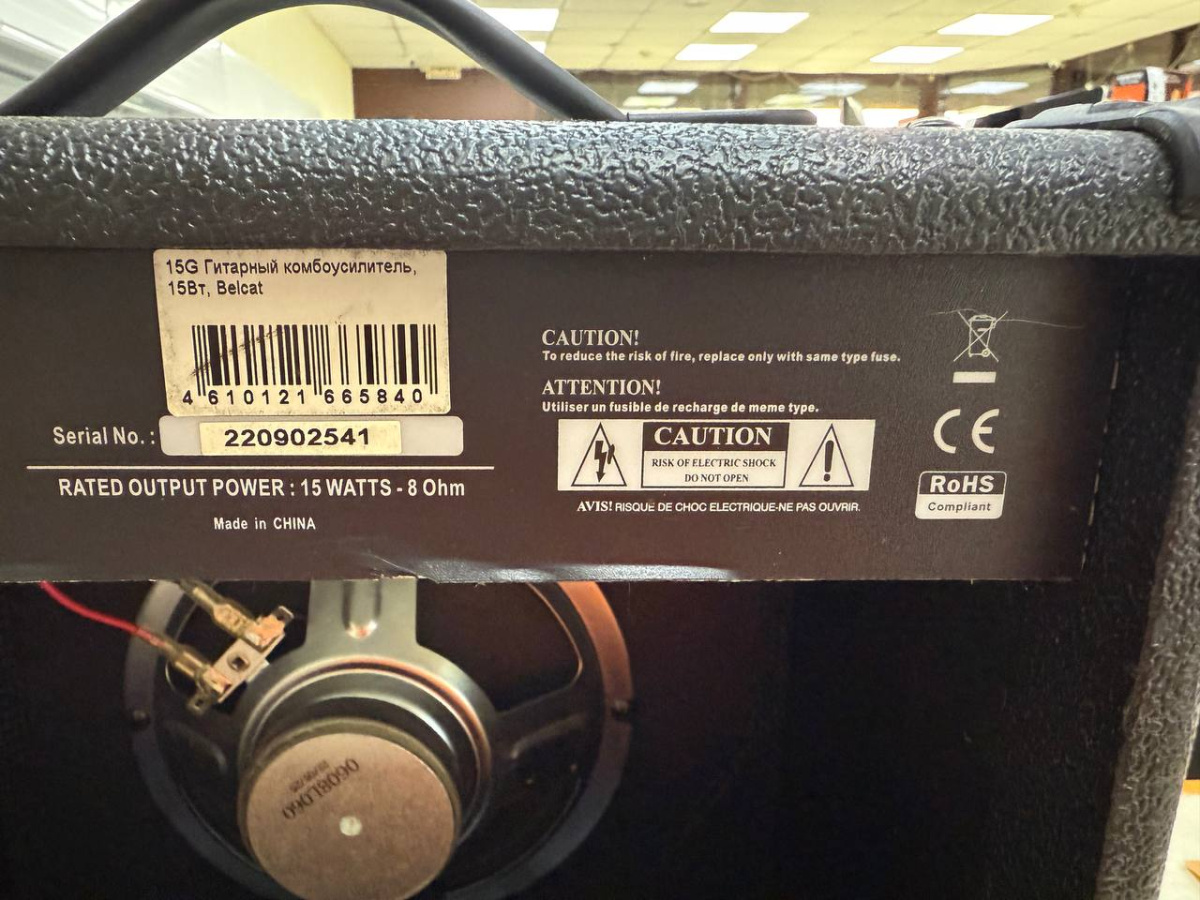 15G Гитарный комбоусилитель,
15Вт, Belcat
4 610121 665840
Serial No. :
220902541
RATED OUTPUT POWER : 15 WATTS - 8 Ohm
Made in CHINA
CAUTION!
To reduce the risk of fire, replace only with same type fuse.
ATTENTION!
Utiliser un fusible de recharge de meme type.
CAUTION
RISK OF ELECTRIC SHOCK
DO NOT OPEN
AVIS! RISQUE DE CHOC ELECTRIQUE-NE PAS OUVRIR.
CE
RoHS
Compliant